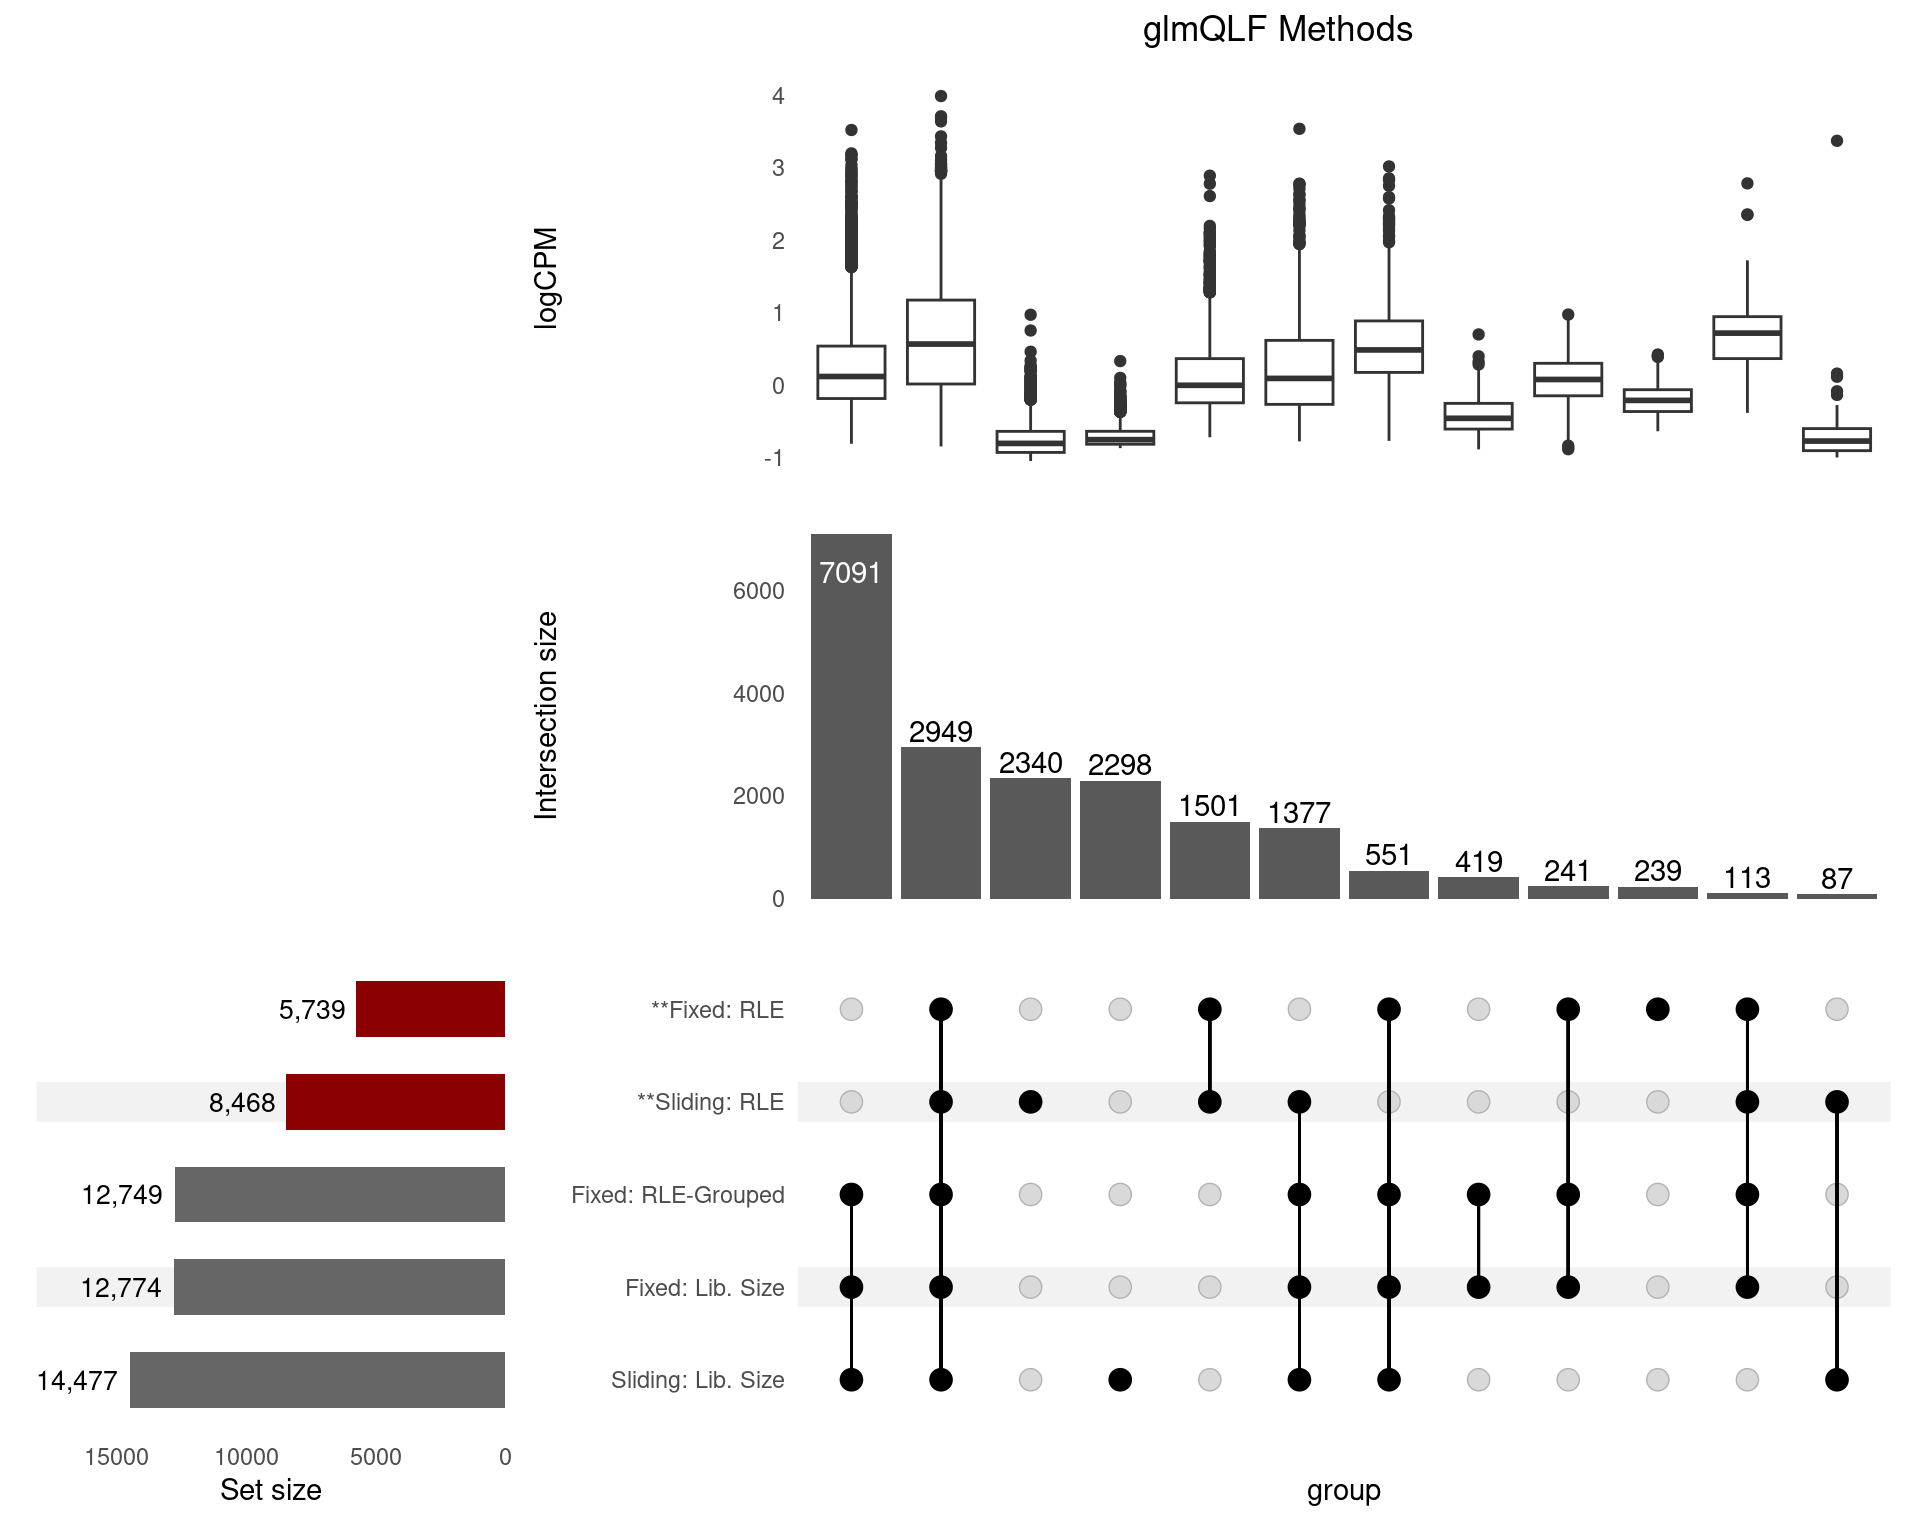 glmQLF Methods
logCPM
4
3
2
1
0
-1
Intersection size
6000
4000
2000
0
7091
2949
2340
2298
1501
1377
551
419
241
239
113
87
5,739
**Fixed: RLE
8,468
**Sliding: RLE
12,749
Fixed: RLE-Grouped
12,774
Fixed: Lib. Size
14,477
Sliding: Lib. Size
15000 10000 5000 0
Set size
group